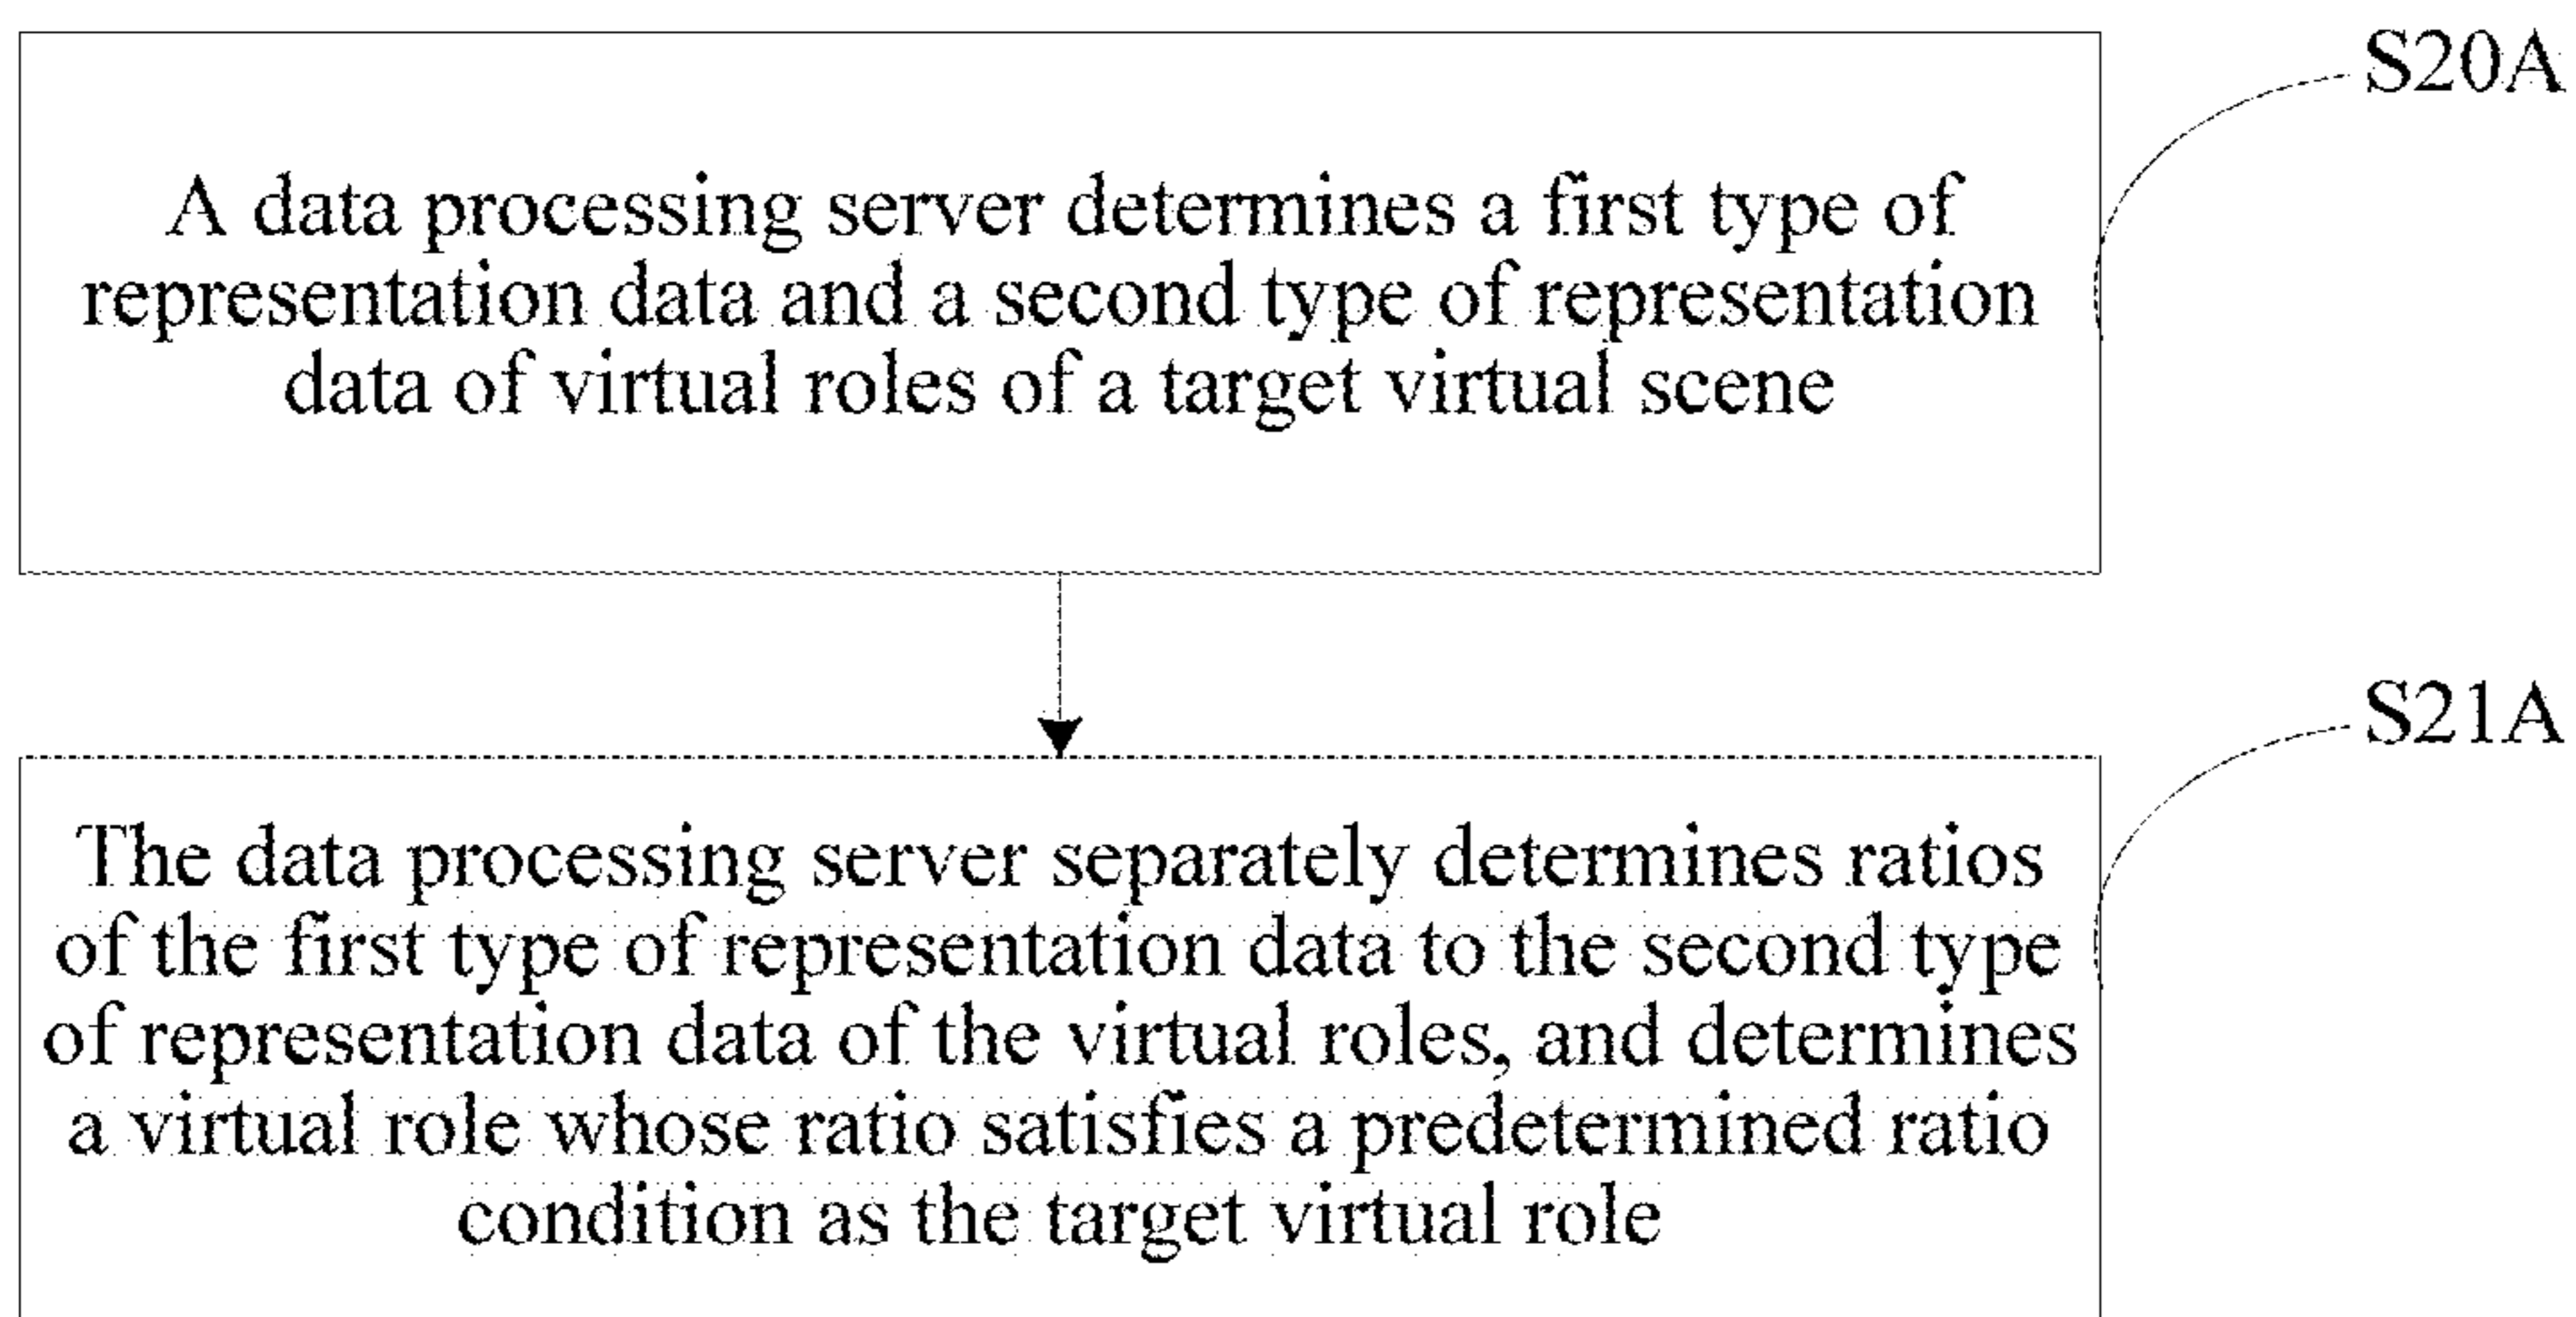 S20A
A data processing server determines a first type of
representation data and a second type of representation
data of virtual roles of a target virtual scene
S21A
The data processing server separately determines ratios
of the first type of representation data to the second type
of representation data of the virtual roles, and determines
a virtual role whose ratio satisfies a predetermined ratio
condition as the target virtual role